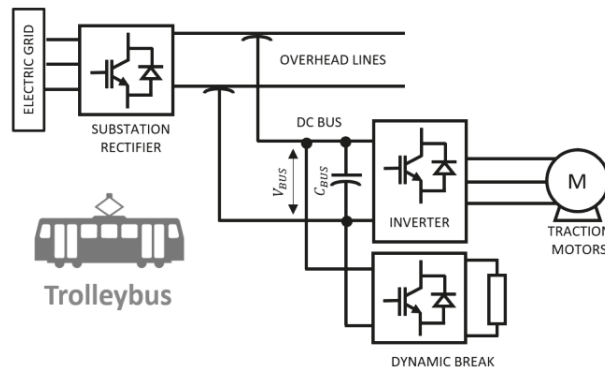 ELECTRIC GRID
SUBSTATION
RECTIFIER
OVERHEAD LINES
DC BUS
V_BUS
C_BUS
INVERTER
M
TRACTION
MOTORS
Trolleybus
DYNAMIC BREAK